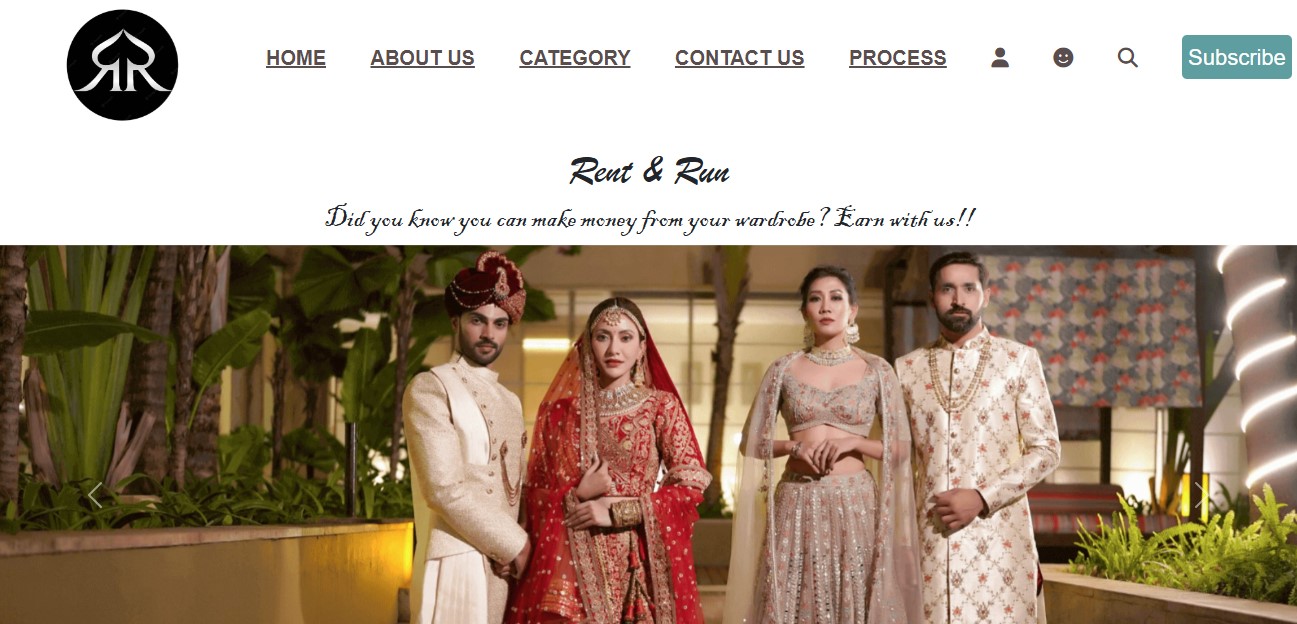 RR
HOME ABOUT US CATEGORY CONTACT US PROCESS Subscribe
Rent & Run
Did you know you can make money from your wardrobe? Earn with us!!